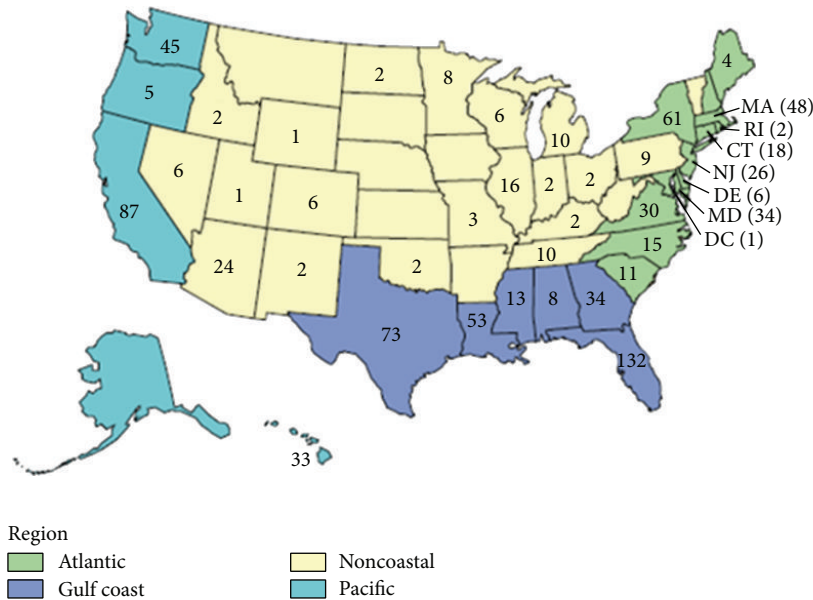 45
2
8
4
5
6
61
MA (48)
2
1
10
RI (2)
CT (18)
6
9
NJ (26)
16
2
2
1
6
DE (6)
87
3
2
30
MD (34)
15
DC (1)
10
24
2
2
11
13
8
34
53
73
132
33
Region
Atlantic
Noncoastal
Gulf coast
Pacific